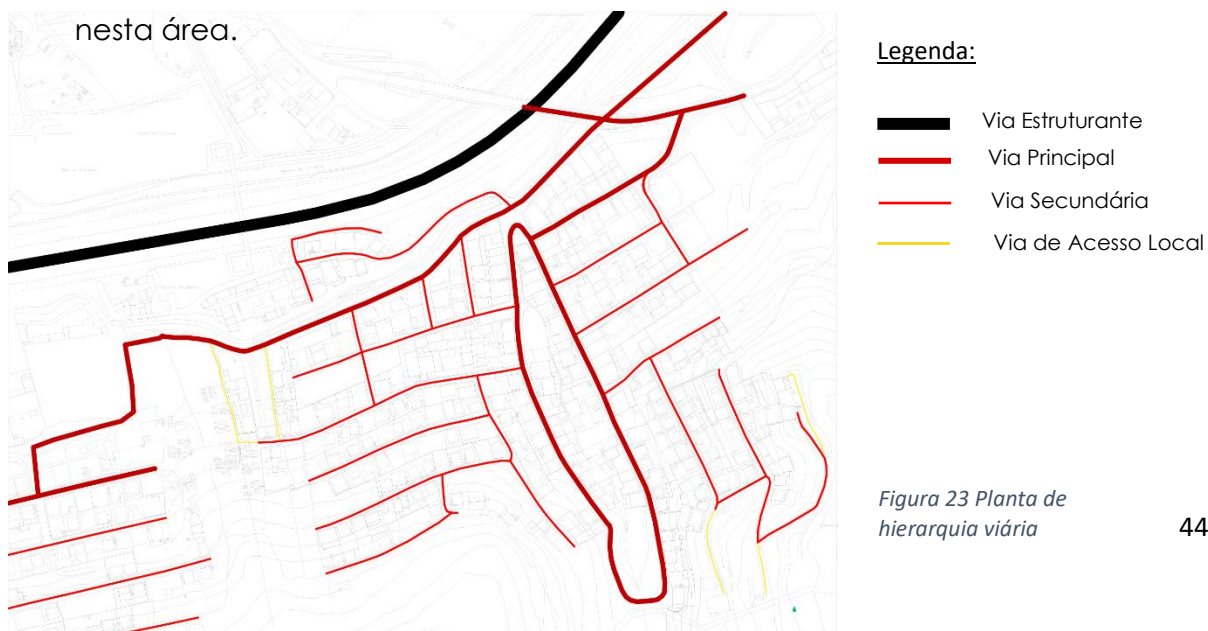 nesta área.
Legenda:
Via Estruturante
Via Principal
Via Secundária
Via de Acesso Local
Figura 23 Planta de
hierarquia viária
44